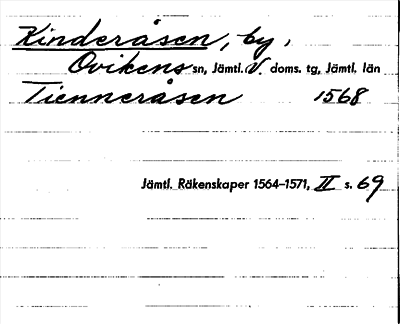 Kinderåsen, by,
Ovikens sn, Jämtl. V. doms. tg, Jämtl. län
Tienneråsen 1568
Jämtl. Räkenskaper 1564–1571, II s. 69